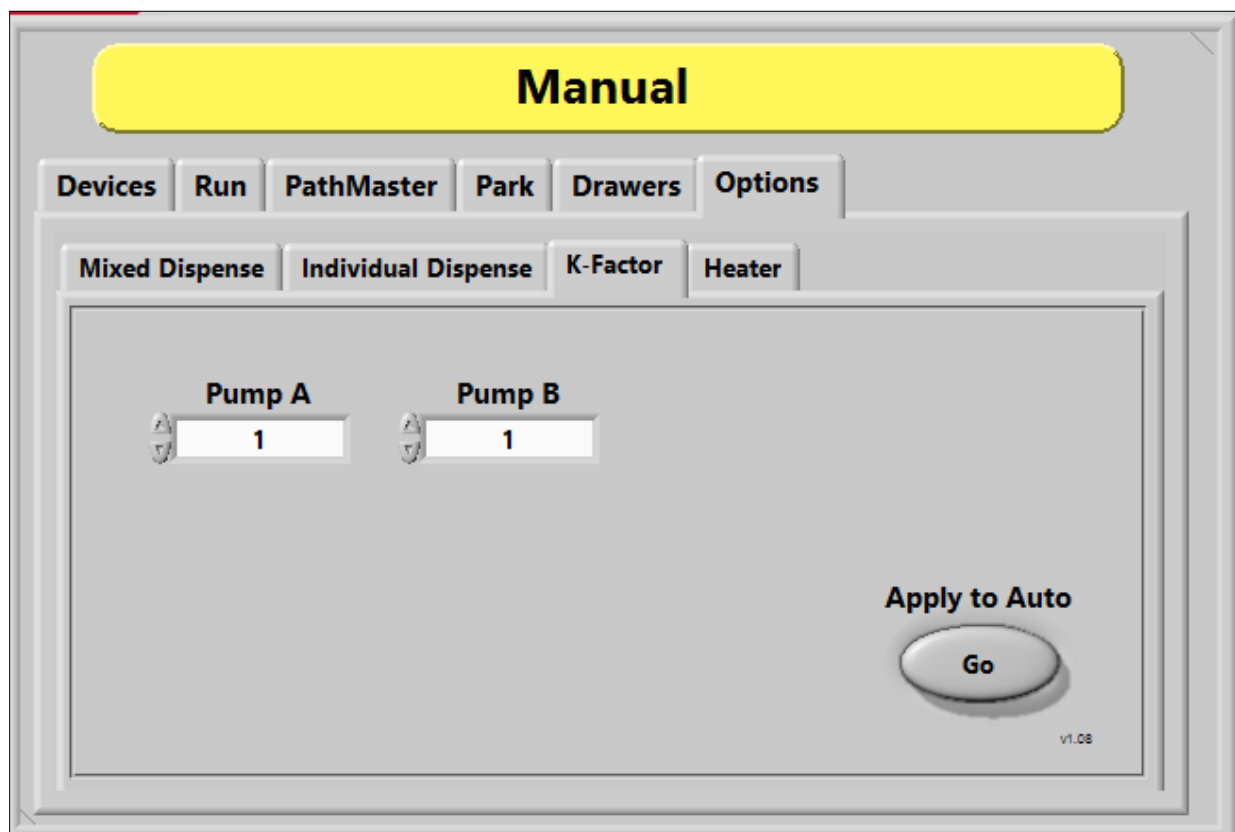 Manual
Devices Run PathMaster Park Drawers Options
Mixed Dispense Individual Dispense K-Factor Heater
Pump A Pump B
1 1
Apply to Auto
Go
v1.08